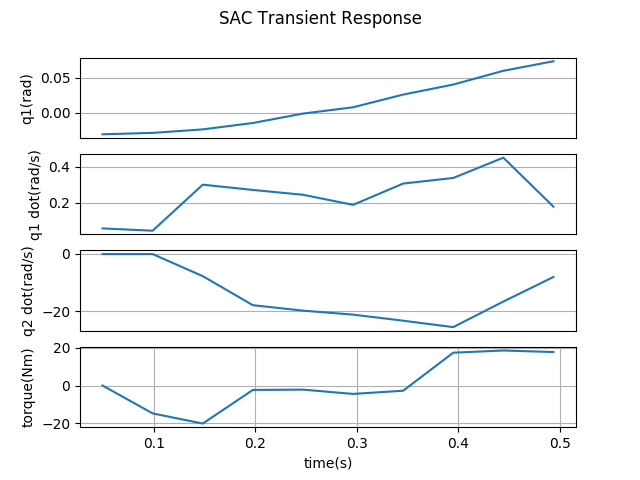 SAC Transient Response
q1(rad)
0.05
0.00
q1 dot(rad/s)
0.4
0.2
q2 dot(rad/s)
0
−20
torque(Nm)
20
0
−20
0.1 0.2 0.3 0.4 0.5
time(s)